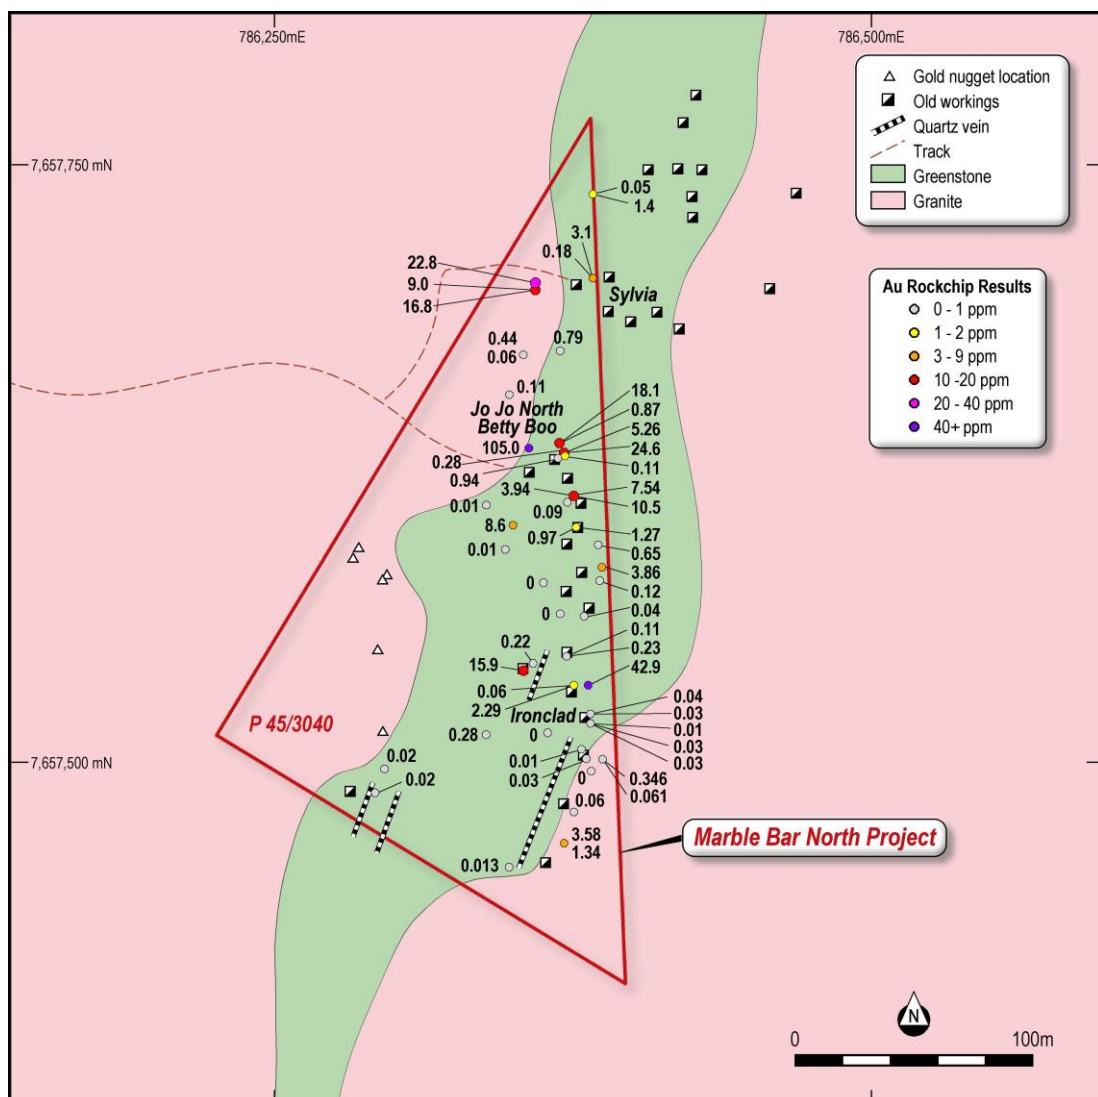 786,250mE
786,500mE
7,657,750 mN
7,657,500 mN
Gold nugget location
Old workings
Quartz vein
Track
Greenstone
Granite
Au Rockchip Results
0 - 1 ppm
1 - 2 ppm
3 - 9 ppm
10 -20 ppm
20 - 40 ppm
40+ ppm
0.05
1.4
3.1
0.18
22.8
9.0
16.8
Sylvia
0.44
0.06
0.79
0.11
Jo Jo North
Betty Boo
105.0
0.28
0.94
18.1
0.87
5.26
24.6
0.11
3.94
7.54
10.5
0.01
0.09
8.6
0.97
1.27
0.01
0.65
3.86
0
0.12
0
0.04
0.11
0.22
0.23
15.9
42.9
0.06
2.29
Ironclad
0.04
0.03
0.01
0.03
0.03
P 45/3040
0.28
0
0.01
0.03
0
0.346
0.061
0.02
0.02
0.06
3.58
1.34
0.013
Marble Bar North Project
N
0
100m